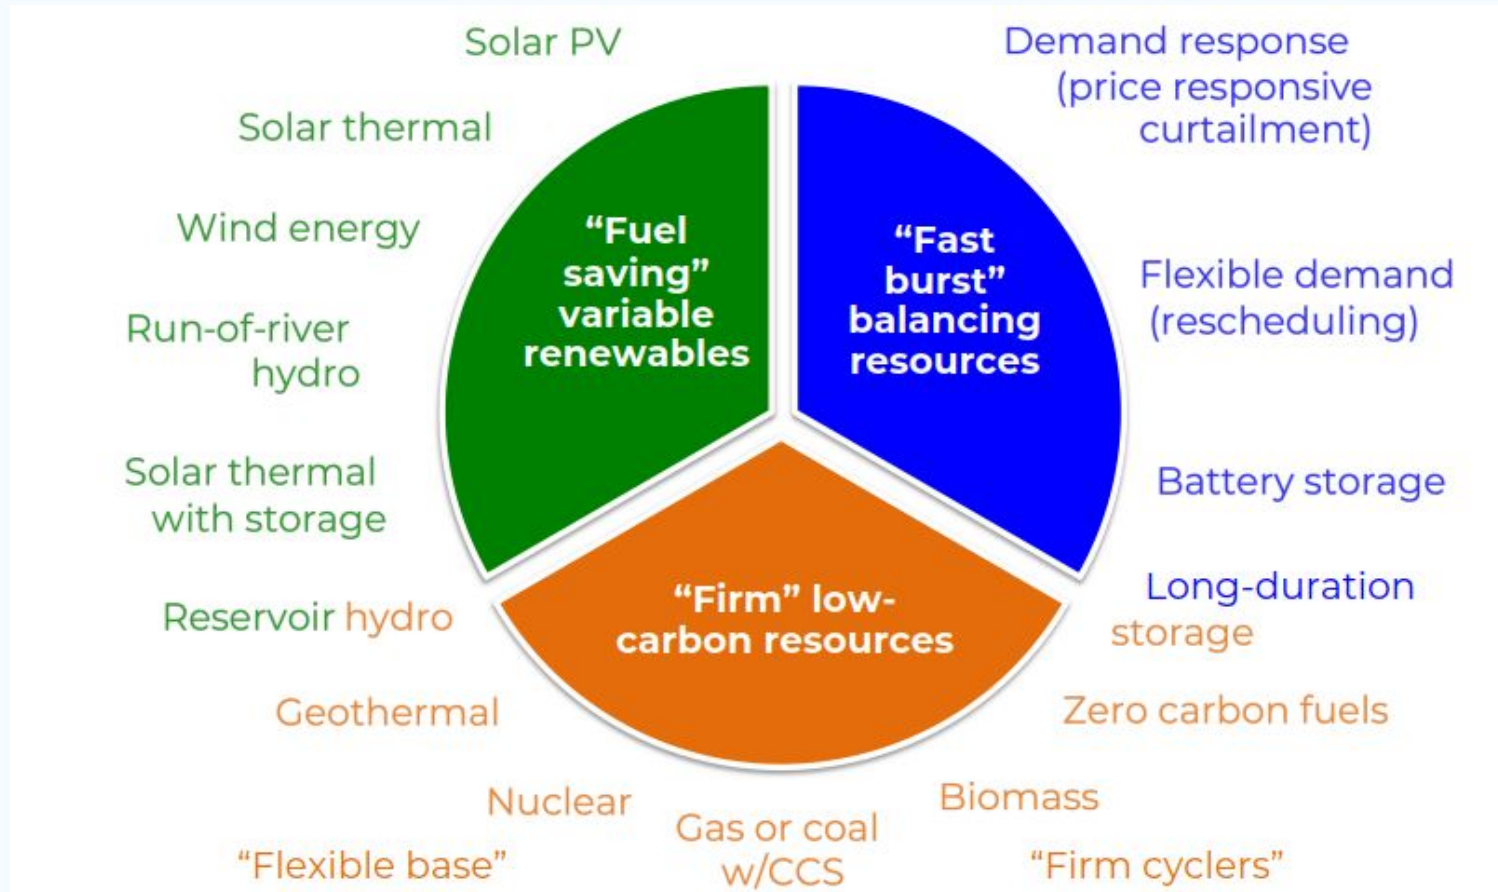 Solar PV
Solar thermal
Wind energy
Run-of-river
hydro
Solar thermal
with storage
Reservoir hydro
Geothermal
Nuclear
“Flexible base”
Gas or coal
w/CCS
Biomass
“Firm cyclers”
Zero carbon fuels
Long-duration
storage
Battery storage
Flexible demand
(rescheduling)
Demand response
(price responsive
curtailment)
“Fuel
saving”
variable
renewables
“Fast
burst”
balancing
resources
“Firm” low-
carbon resources